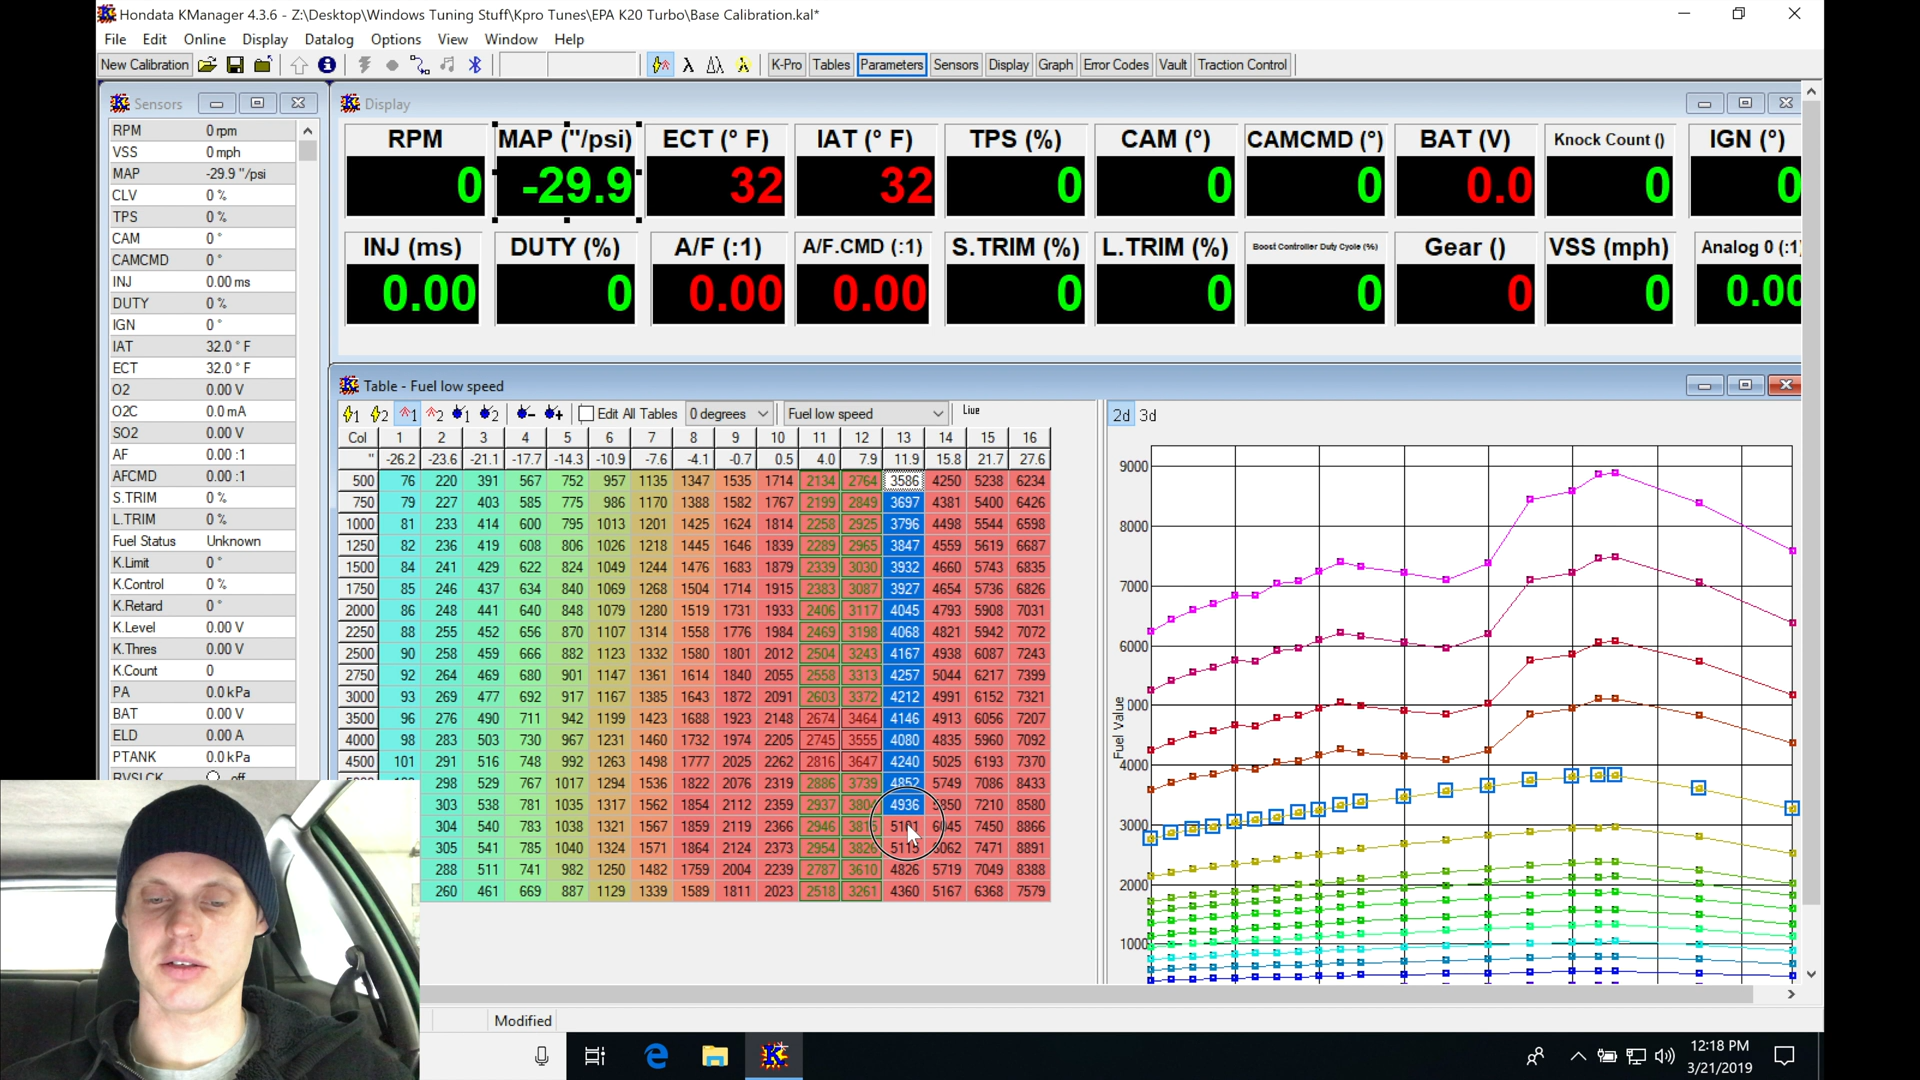 Hondata KManager 4.3.6 - Z:\Desktop\Windows Tuning Stuff\Kpro Tunes\EPA K20 Turbo\Base Calibration.kal*
File Edit Online Display Datalog Options View Window Help
New Calibration K-Pro Tables Parameters Sensors Display Graph Error Codes Vault Traction Control
Sensors
RPM 0 rpm
VSS 0 mph
MAP -29.9 "/psi
CLV 0 %
TPS 0 %
CAM 0 °
CAMCMD 0 °
INJ 0.00 ms
DUTY 0 %
IGN 0 °
IAT 32.0 ° F
ECT 32.0 ° F
O2 0.00 V
O2C 0.0 mA
SO2 0.00 V
AF 0.00 :1
AFCMD 0.00 :1
S.TRIM 0 %
L.TRIM 0 %
Fuel Status Unknown
K.Limit 0 °
K.Control 0 %
K.Retard 0 °
K.Level 0.00 V
K.Thres 0.00 V
K.Count 0
PA 0.0 kPa
BAT 0.00 V
ELD 0.00 A
PTANK 0.0 kPa
RVSLCK off
Display
RPM MAP ("/psi) ECT (° F) IAT (° F) TPS (%) CAM (°) CAMCMD (°) BAT (V) Knock Count () IGN (°)
0 -29.9 32 32 0 0 0 0.0 0 0
INJ (ms) DUTY (%) A/F (:1) A/F.CMD (:1) S.TRIM (%) L.TRIM (%) Boost Controller Duty Cycle (%) Gear () VSS (mph) Analog 0 (:1)
0.00 0 0.00 0.00 0 0 0 0 0 0.00
Table - Fuel low speed
1 2 1 2 1 2 Edit All Tables 0 degrees Fuel low speed Live
Col 1 2 3 4 5 6 7 8 9 10 11 12 13 14 15 16
" -26.2 -23.6 -21.1 -17.7 -14.3 -10.9 -7.6 -4.1 -0.7 0.5 4.0 7.9 11.9 15.8 21.7 27.6
500 76 220 391 567 752 957 1135 1347 1535 1714 2134 2764 3586 4250 5238 6234
750 79 227 403 585 775 986 1170 1388 1582 1767 2199 2849 3697 4381 5400 6426
1000 81 233 414 600 795 1013 1201 1425 1624 1814 2258 2925 3796 4498 5544 6598
1250 82 236 419 608 806 1026 1218 1445 1646 1839 2289 2965 3847 4559 5619 6687
1500 84 241 429 622 824 1049 1244 1476 1683 1879 2339 3030 3932 4660 5743 6835
1750 85 246 437 634 840 1069 1268 1504 1714 1915 2383 3087 3927 4654 5736 6826
2000 86 248 441 640 848 1079 1280 1519 1731 1933 2406 3117 4045 4793 5908 7031
2250 88 255 452 656 870 1107 1314 1558 1776 1984 2469 3198 4068 4821 5942 7072
2500 90 258 459 666 882 1123 1332 1580 1801 2012 2504 3243 4167 4938 6087 7243
2750 92 264 469 680 901 1147 1361 1614 1840 2055 2558 3313 4257 5044 6217 7399
3000 93 269 477 692 917 1167 1385 1643 1872 2091 2603 3372 4212 4991 6152 7321
3500 96 276 490 711 942 1199 1423 1688 1923 2148 2674 3464 4146 4913 6056 7207
4000 98 283 503 730 967 1231 1460 1732 1974 2205 2745 3555 4080 4835 5960 7092
4500 101 291 516 748 992 1263 1498 1777 2025 2262 2816 3647 4240 5025 6193 7370
298 529 767 1017 1294 1536 1822 2076 2319 2886 3739 4852 5749 7086 8433
303 538 781 1035 1317 1562 1854 2112 2359 2937 4936 7210 8580
304 540 783 1038 1321 1567 1859 2119 2366 2946 7450 8866
305 541 785 1040 1324 1571 1864 2124 2373 2954 5115 7471 8891
288 511 741 982 1250 1482 1759 2004 2239 2787 3610 4826 5719 7049 8388
260 461 669 887 1129 1339 1589 1811 2023 2518 3261 4360 5167 6368 7579
2d 3d
9000
8000
7000
6000
Fuel Value
4000
3000
2000
1000
Modified
12:18 PM
3/21/2019